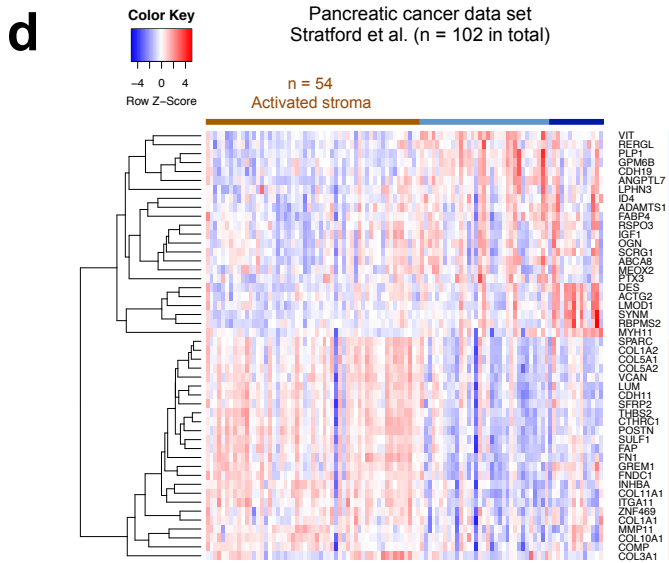 d
Color Key
−4 0 4
Row Z-Score
Pancreatic cancer data set
Stratford et al. (n = 102 in total)
n = 54
Activated stroma
VIT
RERGL
PLP1
GPM6B
CDH19
ANGPTL7
LPHN3
ID4
ADAMTS1
FABP4
RSPO3
IGF1
OGN
SCRG1
ABCA8
MEOX2
PTX3
DES
ACTG2
LMOD1
SYNM
RBPMS2
MYH11
SPARC
COL1A2
COL5A1
COL5A2
VCAN
LUM
CDH11
SFRP2
THBS2
CTHRC1
POSTN
SULF1
FAP
FN1
GREM1
FNDC1
INHBA
COL11A1
ITGA11
ZNF469
COL1A1
MMP11
COL10A1
COMP
COL3A1